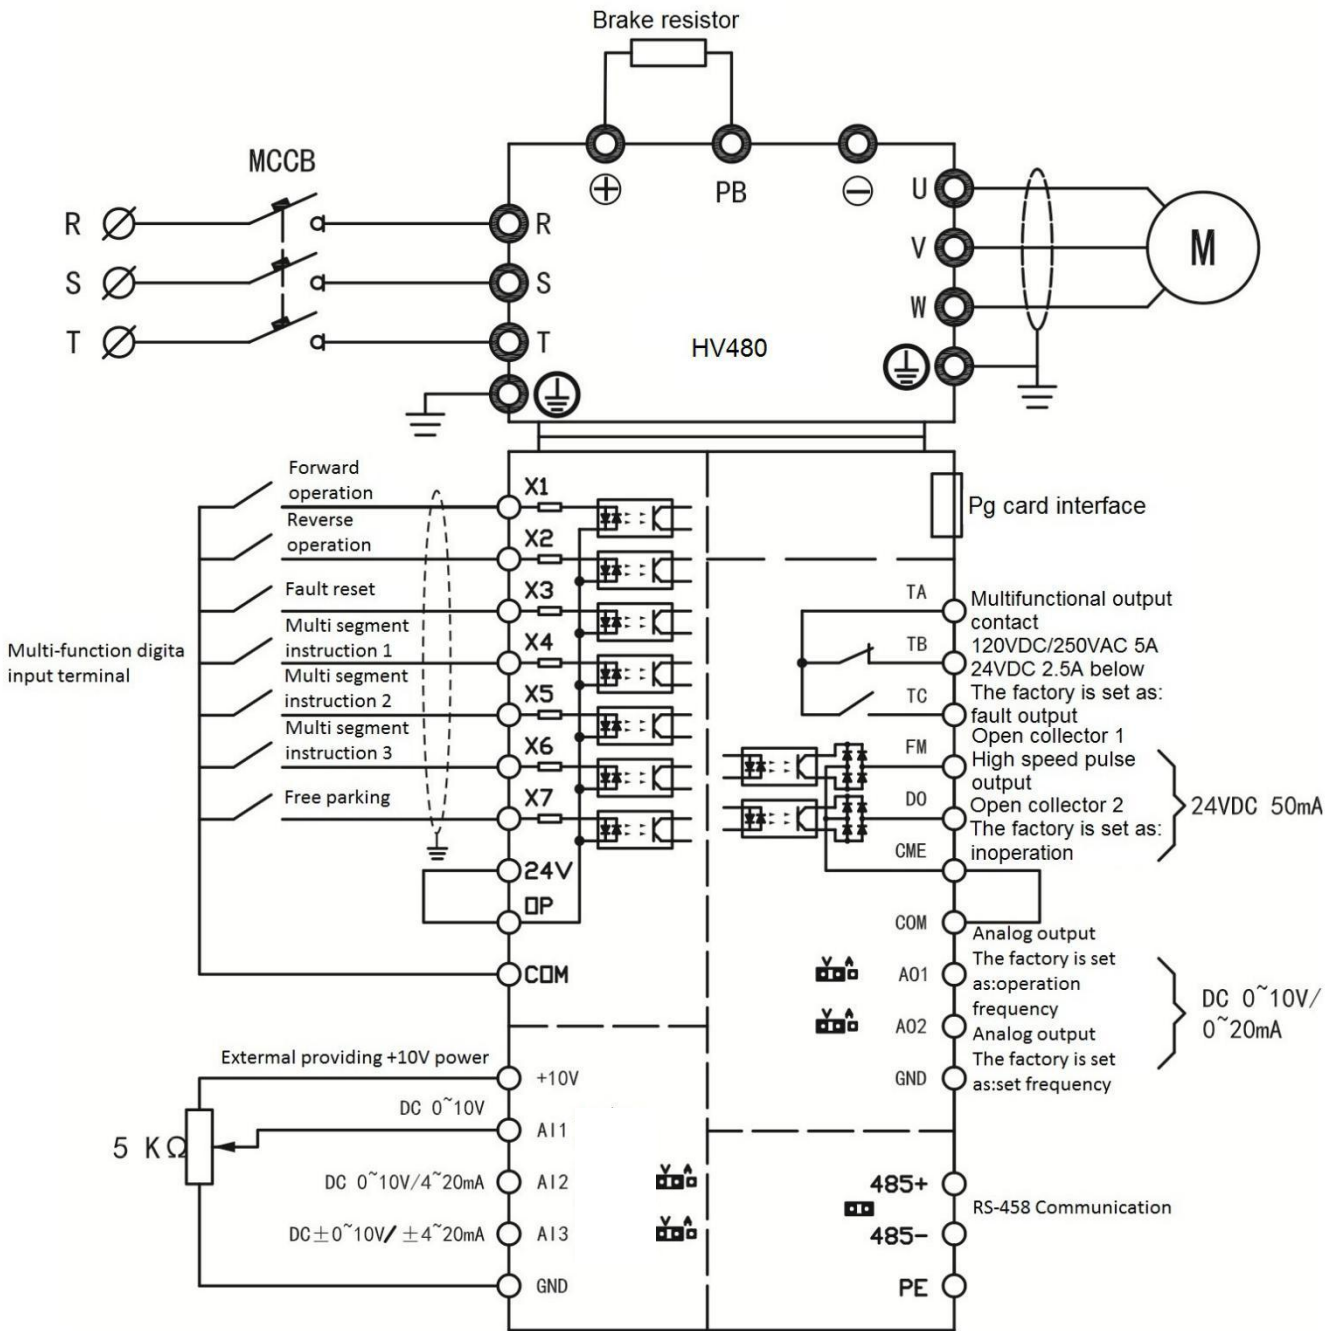 Brake resistor
MCCB
⊕
PB
⊖
U
R
R
V
M
S
S
W
T
T
HV480
Forward
operation
X1
Pg card interface
Reverse
operation
X2
Fault reset
X3
TA
Multifunctional output
contact
Multi-function digita
input terminal
Multi segment
instruction 1
X4
TB
120VDC/250VAC 5A
24VDC 2.5A below
Multi segment
instruction 2
X5
TC
The factory is set as:
fault output
Multi segment
instruction 3
X6
FM
Open collector 1
High speed pulse
output
Free parking
X7
DO
Open collector 2
The factory is set as:
inoperation
24VDC 50mA
24V
CME
OP
COM
COM
AO1
Analog output
The factory is set
as:operation
frequency
V A
AO2
Analog output
The factory is set
as:set frequency
V A
DC 0~10V/
0~20mA
GND
External providing +10V power
+10V
DC 0~10V
AI1
5 KΩ
DC 0~10V/4~20mA
AI2
V A
DC±0~10V/ ±4~20mA
AI3
V A
GND
485+
RS-458 Communication
485-
PE